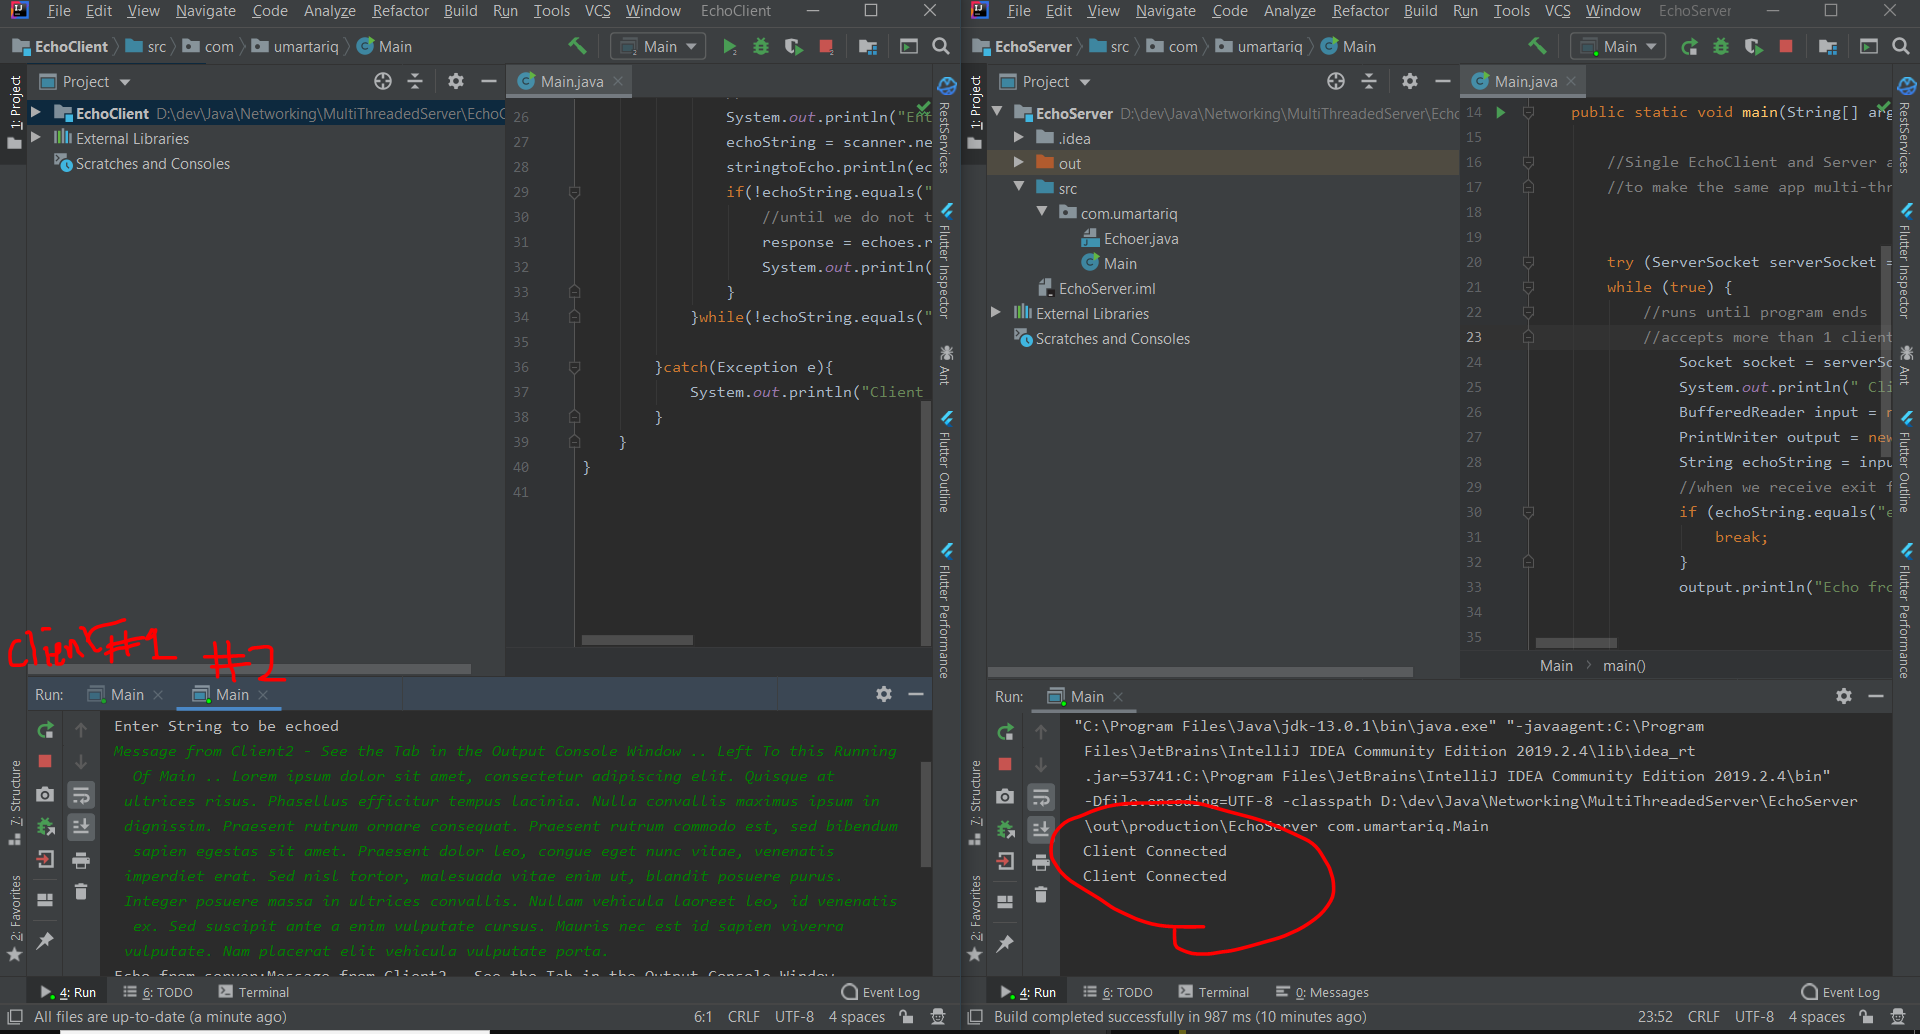 File Edit View Navigate Code Analyze Refactor Build Run Tools VCS Window EchoClient
EchoClient src com umartariq Main
Main
Project
Main.java
1: Project
EchoClient D:\dev\Java\Networking\MultiThreadedServer\EchoC
External Libraries
Scratches and Consoles
26 System.out.println("En
27 echoString = scanner.ne
28 stringtoEcho.println(ec
29 if(!echoString.equals("
30 //until we do not t
31 response = echoes.r
32 System.out.println(
33 }
34 }while(!echoString.equals("
35
36 }catch(Exception e){
37 System.out.println("Client
38 }
39 }
40 }
41
RestServices
Flutter Inspector
Ant
Flutter Outline
Flutter Performance
Client #1 #2
Run: Main Main
Enter String to be echoed
Message from Client2 - See the Tab in the Output Console Window .. Left To this Running
Of Main .. Lorem ipsum dolor sit amet, consectetur adipiscing elit. Quisque at
ultrices risus. Phasellus efficitur tempus lacinia. Nulla convallis maximus ipsum in
dignissim. Praesent rutrum ornare consequat. Praesent rutrum commodo est, sed bibendum
sapien egestas sit amet. Praesent dolor leo, congue eget nunc vitae, venenatis
imperdiet erat. Sed nisl tortor, malesuada vitae enim ut, blandit posuere purus.
Integer posuere massa in ultrices convallis. Nullam vehicula laoreet leo, id venenatis
ex. Sed suscipit ante a enim vulputate cursus. Mauris nec est id sapien viverra
vulputate. Nam placerat elit vehicula vulputate porta.
Echo from server:Message from Client2 - See the Tab in the Output Console Window
7: Structure
2: Favorites
4: Run 6: TODO Terminal Event Log
All files are up-to-date (a minute ago) 6:1 CRLF UTF-8 4 spaces
File Edit View Navigate Code Analyze Refactor Build Run Tools VCS Window EchoServer
EchoServer src com umartariq Main
Main
Project
Main.java
1: Project
EchoServer D:\dev\Java\Networking\MultiThreadedServer\Echo
.idea
out
src
com.umartariq
Echoer.java
Main
EchoServer.iml
External Libraries
Scratches and Consoles
14 public static void main(String[] arg
15
16 //Single EchoClient and Server a
17 //to make the same app multi-thr
18
19
20 try (ServerSocket serverSocket =
21 while (true) {
22 //runs until program ends
23 //accepts more than 1 client
24 Socket socket = serverSo
25 System.out.println(" Cli
26 BufferedReader input = n
27 PrintWriter output = new
28 String echoString = inpu
29 //when we receive exit f
30 if (echoString.equals("e
31 break;
32 }
33 output.println("Echo fro
34
35
Main main()
RestServices
Flutter Inspector
Ant
Flutter Outline
Flutter Performance
Run: Main
"C:\Program Files\Java\jdk-13.0.1\bin\java.exe" "-javaagent:C:\Program
Files\JetBrains\IntelliJ IDEA Community Edition 2019.2.4\lib\idea_rt
.jar=53741:C:\Program Files\JetBrains\IntelliJ IDEA Community Edition 2019.2.4\bin"
-Dfile.encoding=UTF-8 -classpath D:\dev\Java\Networking\MultiThreadedServer\EchoServer
\out\production\EchoServer com.umartariq.Main
Client Connected
Client Connected
7: Structure
2: Favorites
4: Run 6: TODO Terminal 0: Messages Event Log
Build completed successfully in 987 ms (10 minutes ago) 23:52 CRLF UTF-8 4 spaces